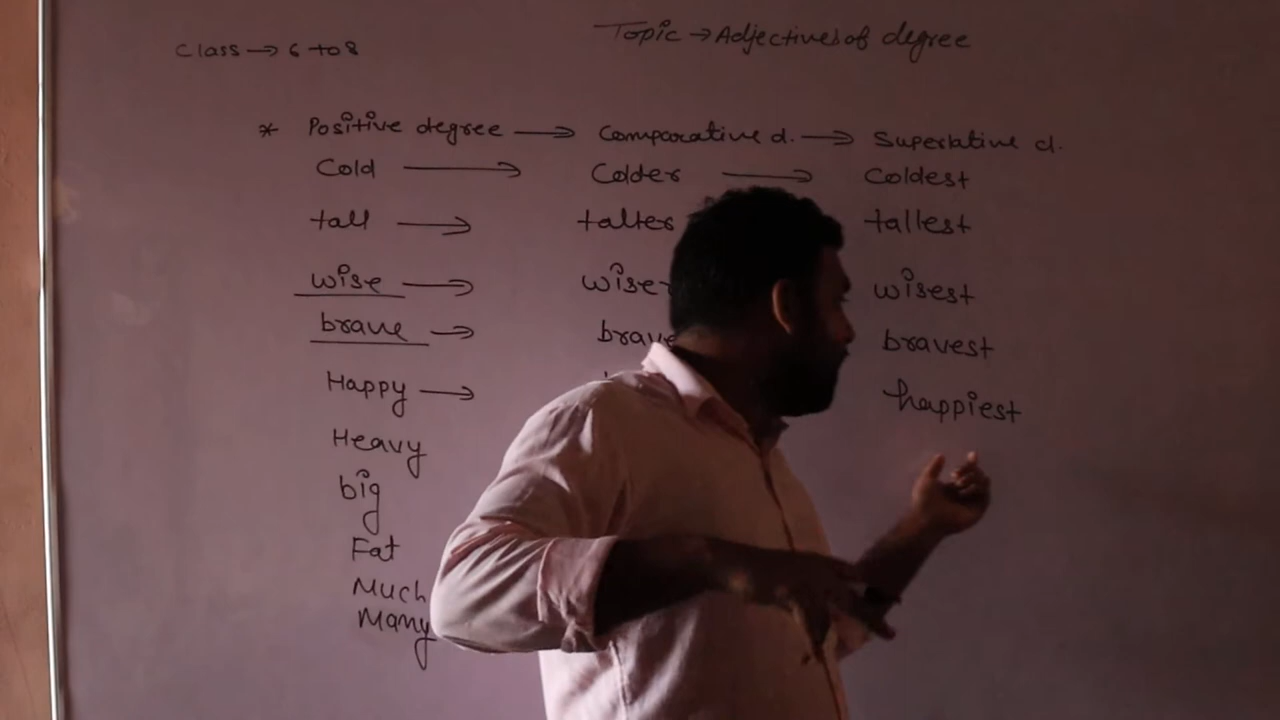 Class → 6 to 8
Topic → Adjectives of degree
* Positive degree → Comparative d. → Superlative d.
Cold → Colder → Coldest
tall → taller tallest
wise → wiser wisest
brave → brave bravest
Happy → happiest
Heavy
big
Fat
Much
Many